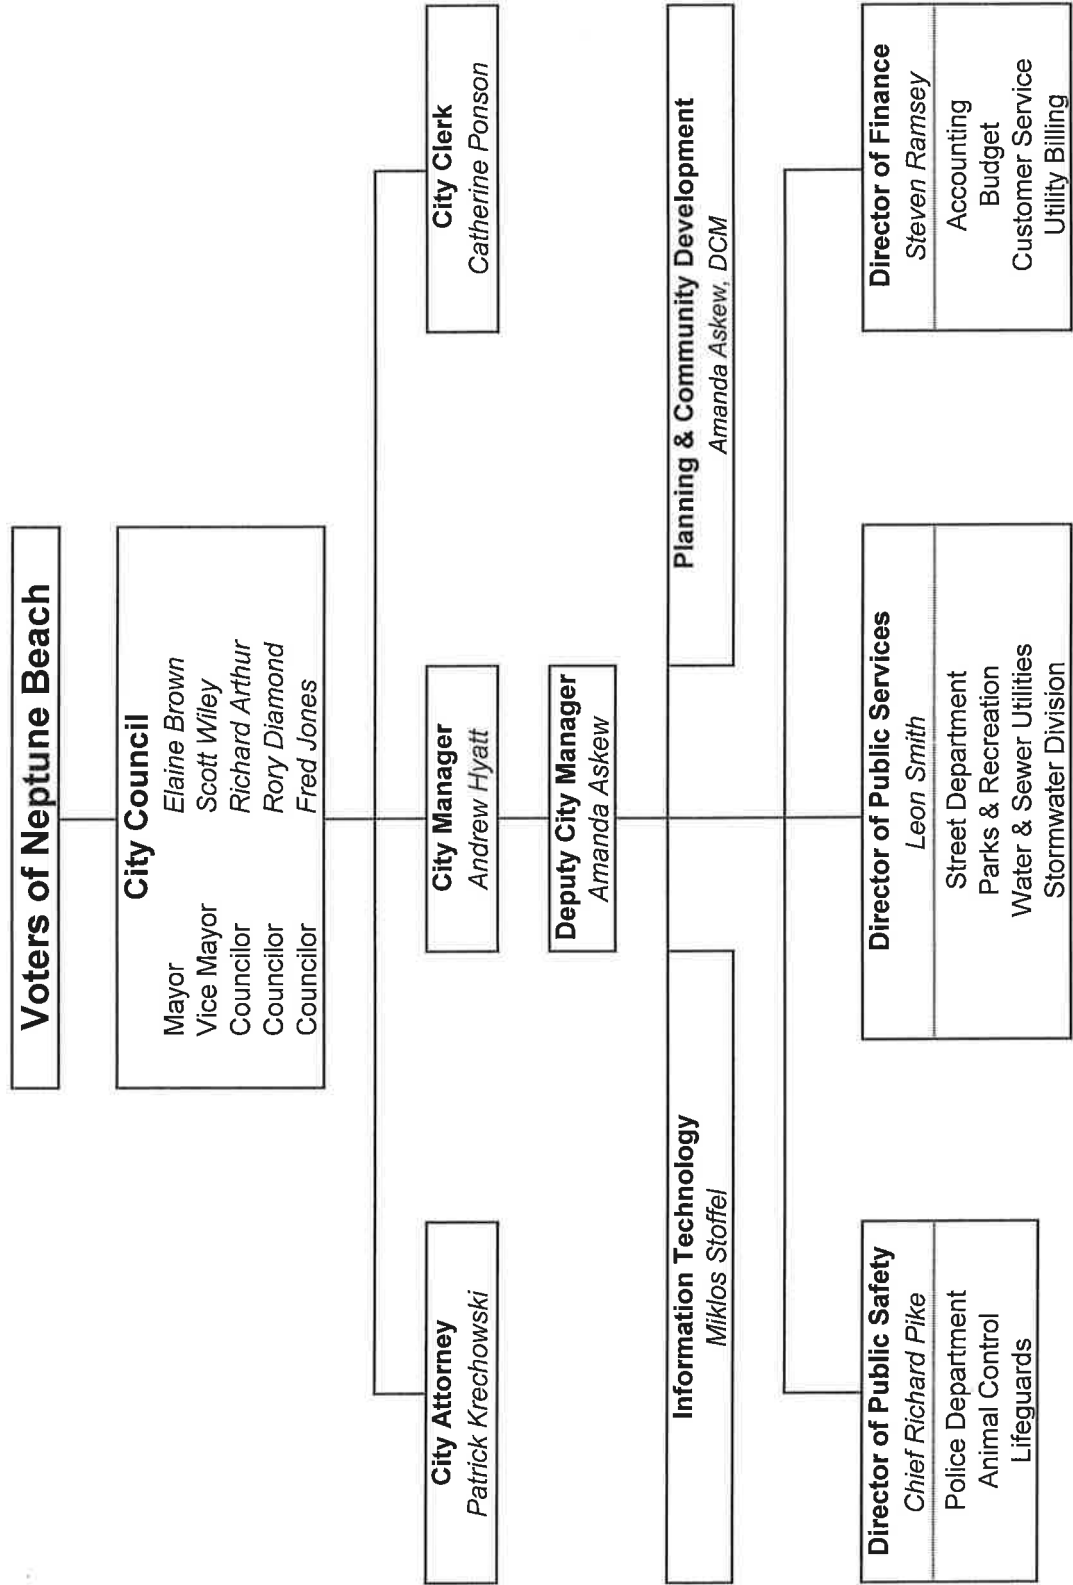 Voters of Neptune Beach
City Council
Mayor Elaine Brown
Vice Mayor Scott Wiley
Councilor Richard Arthur
Councilor Rory Diamond
Councilor Fred Jones
City Attorney
Patrick Krechowski
City Manager
Andrew Hyatt
City Clerk
Catherine Ponson
Deputy City Manager
Amanda Askew
Information Technology
Miklos Stoffel
Planning & Community Development
Amanda Askew, DCM
Director of Public Safety
Chief Richard Pike
Police Department
Animal Control
Lifeguards
Director of Public Services
Leon Smith
Street Department
Parks & Recreation
Water & Sewer Utilities
Stormwater Division
Director of Finance
Steven Ramsey
Accounting
Budget
Customer Service
Utility Billing